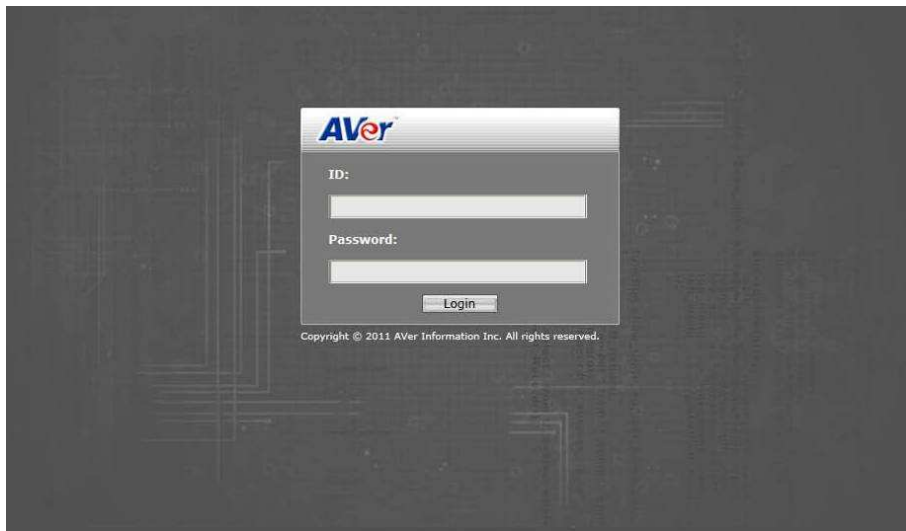 AVer
ID:
Password:
Login
Copyright © 2011 AVer Information Inc. All rights reserved.